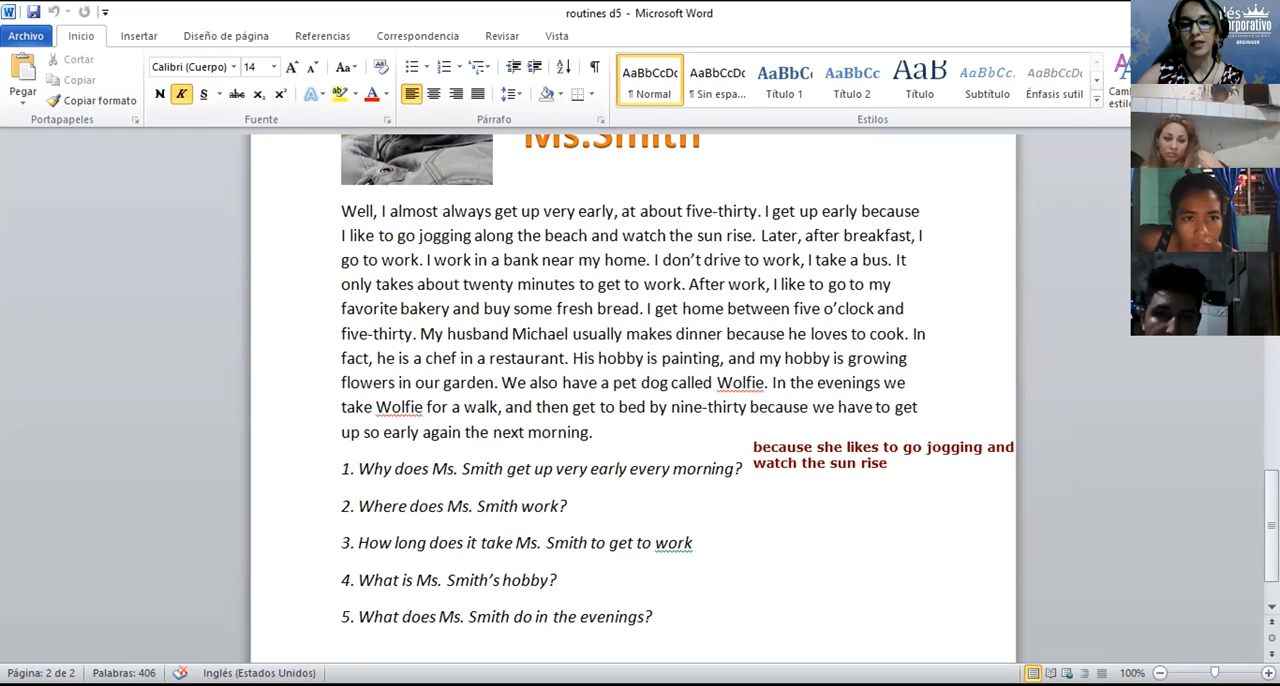 routines d5 - Microsoft Word
Archivo Inicio Insertar Diseño de página Referencias Correspondencia Revisar Vista
Pegar
Cortar
Copiar
Copiar formato
Portapapeles
Calibri (Cuerpo) 14
N K S abc x₂ x²
Fuente
Párrafo
AaBbCcDc AaBbCcDc AaBbC AaBbCc AaB AaBbCc. AaBbCcDc
¶ Normal ¶ Sin espa... Título 1 Título 2 Título Subtítulo Énfasis sutil
Estilos
BEGINNER
Ms.Smith
Well, I almost always get up very early, at about five-thirty. I get up early because
I like to go jogging along the beach and watch the sun rise. Later, after breakfast, I
go to work. I work in a bank near my home. I don’t drive to work, I take a bus. It
only takes about twenty minutes to get to work. After work, I like to go to my
favorite bakery and buy some fresh bread. I get home between five o’clock and
five-thirty. My husband Michael usually makes dinner because he loves to cook. In
fact, he is a chef in a restaurant. His hobby is painting, and my hobby is growing
flowers in our garden. We also have a pet dog called Wolfie. In the evenings we
take Wolfie for a walk, and then get to bed by nine-thirty because we have to get
up so early again the next morning.
because she likes to go jogging and
watch the sun rise
1. Why does Ms. Smith get up very early every morning?
2. Where does Ms. Smith work?
3. How long does it take Ms. Smith to get to work
4. What is Ms. Smith’s hobby?
5. What does Ms. Smith do in the evenings?
Página: 2 de 2 Palabras: 406 Inglés (Estados Unidos) 100%